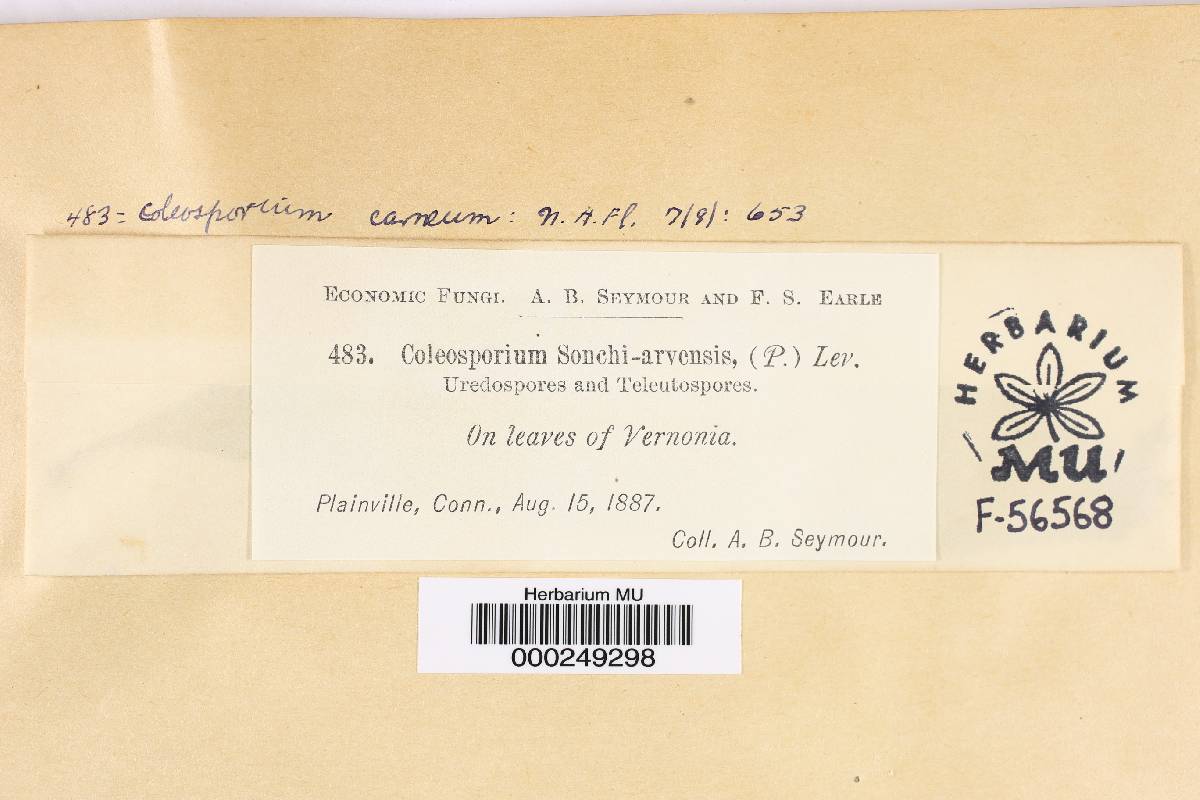 483 = Coleosporium carneum: N. A. Fl. 7(9): 653
ECONOMIC FUNGI. A. B. SEYMOUR AND F. S. EARLE
483. Coleosporium Sonchi-arvensis, (P.) Lev.
Uredospores and Teleutospores.
On leaves of Vernonia.
Plainville, Conn., Aug. 15, 1887.
Coll. A. B. Seymour.
HERBARIUM
MU
F-56568
Herbarium MU
000249298